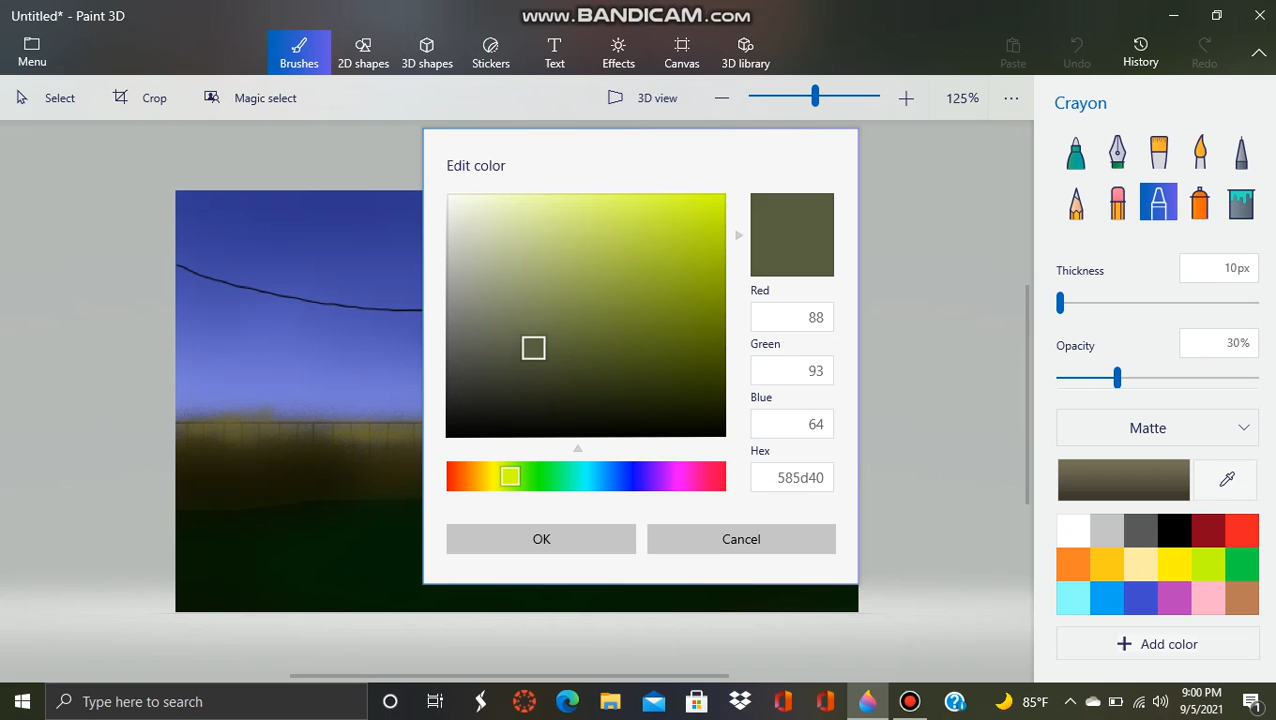 Untitled* - Paint 3D
www.BANDICAM.com
Menu
Brushes
2D shapes
3D shapes
Stickers
Text
Effects
Canvas
3D library
Paste
Undo
History
Redo
Select
Crop
Magic select
3D view
125%
Crayon
Edit color
Red
88
Green
93
Blue
64
Hex
585d40
OK
Cancel
Thickness
10px
Opacity
30%
Matte
Add color
Type here to search
85°F
9:00 PM
9/5/2021
1